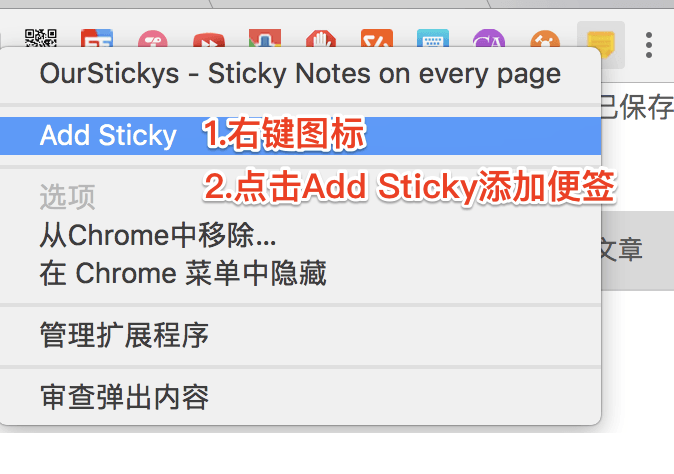 CA
OurStickys - Sticky Notes on every page
已保存
Add Sticky 1.右键图标
2.点击Add Sticky添加便签
选项
从Chrome中移除...
文章
在 Chrome 菜单中隐藏
管理扩展程序
审查弹出内容